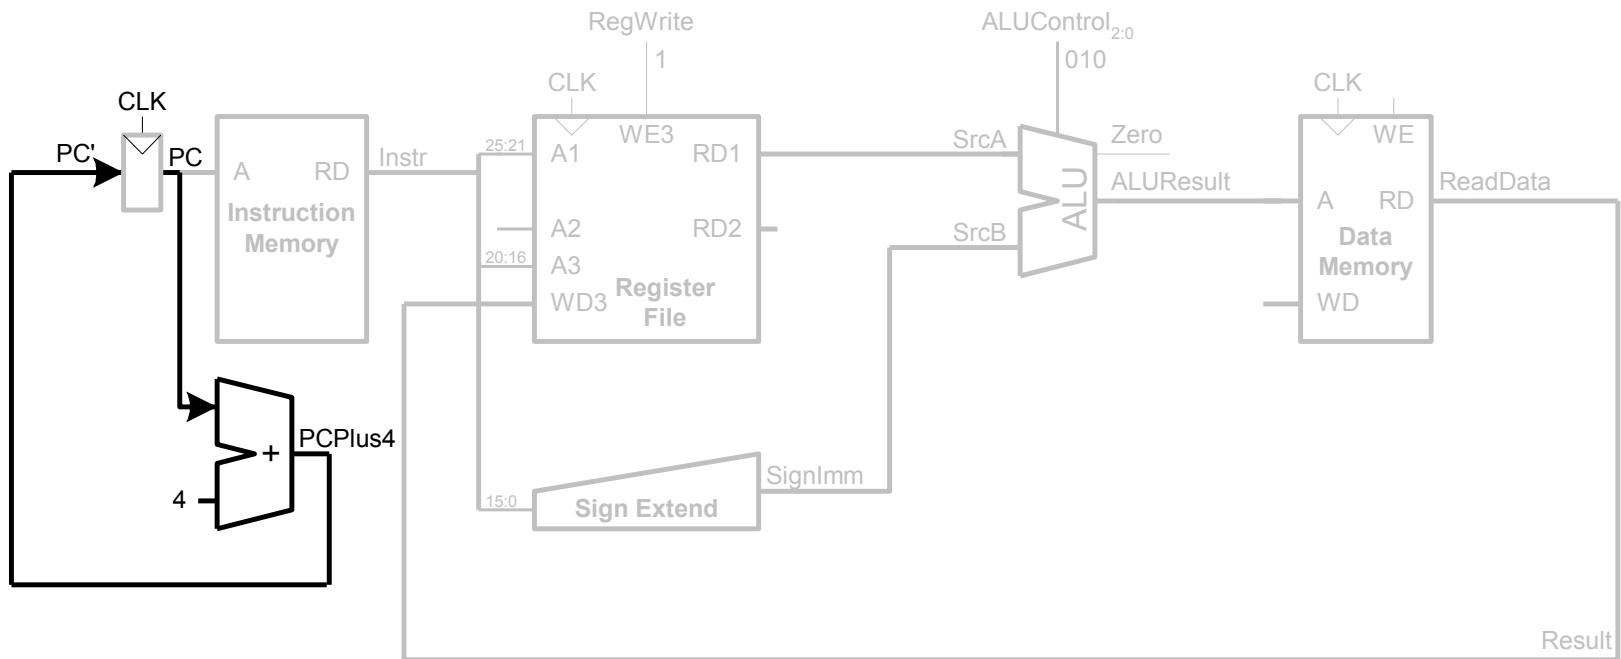 RegWrite
1
ALUControl2:0
010
CLK
PC'
PC
A
RD
Instruction
Memory
Instr
25:21
20:16
15:0
CLK
WE3
A1
RD1
A2
RD2
A3
WD3
Register
File
SrcA
SrcB
ALU
Zero
ALUResult
CLK
WE
A
RD
Data
Memory
WD
ReadData
4
+
PCPlus4
Sign Extend
SignImm
Result